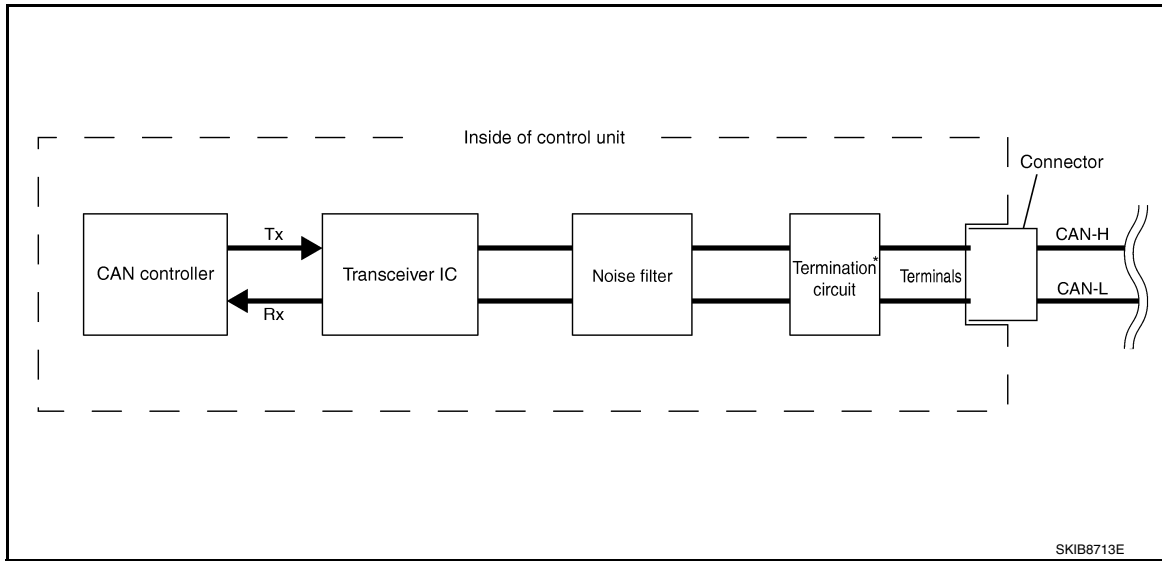 Inside of control unit
Connector
CAN controller
Tx
Rx
Transceiver IC
Noise filter
Termination*
circuit
Terminals
CAN-H
CAN-L
SKIB8713E